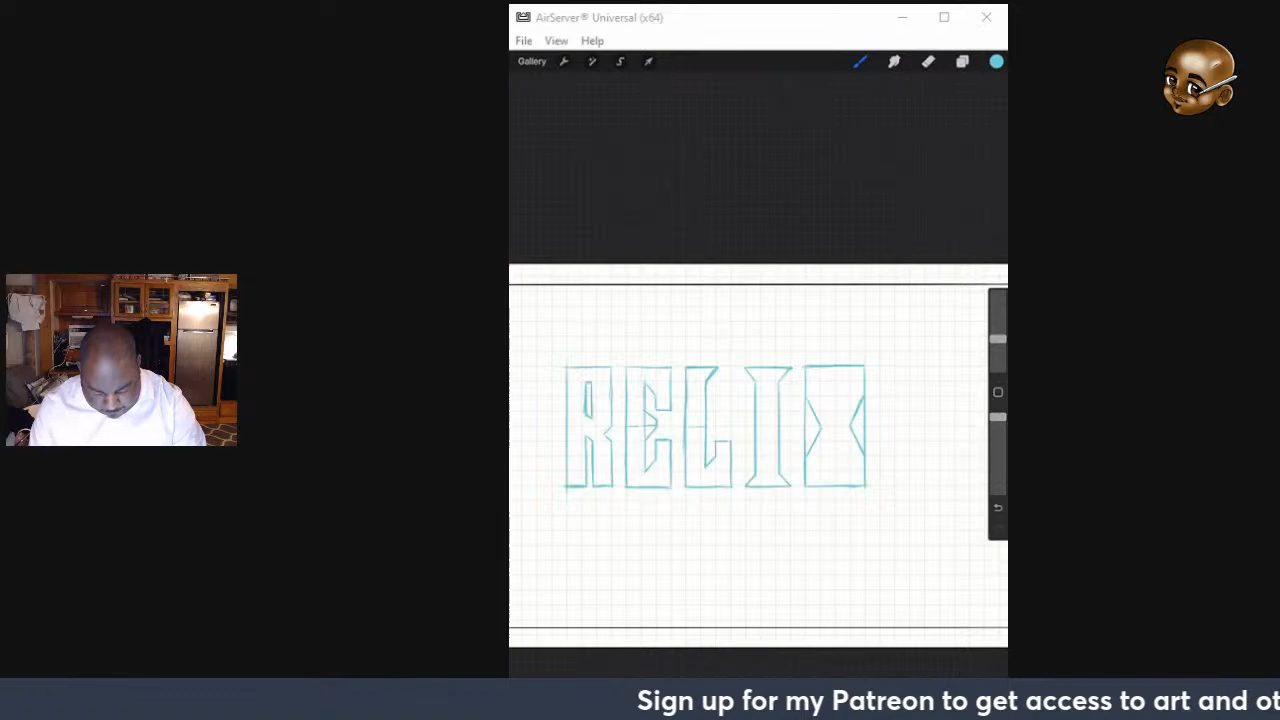 AirServer® Universal (x64)
File View Help
Gallery
RELIX
Sign up for my Patreon to get access to art and ot